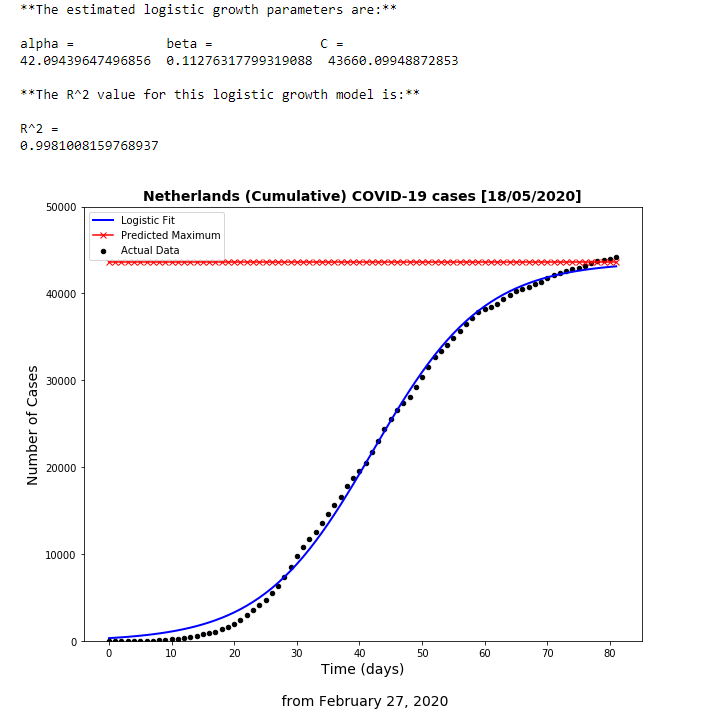 **The estimated logistic growth parameters are:**
alpha = beta = C =
42.09439647496856 0.11276317799319088 43660.09948872853
**The R^2 value for this logistic growth model is:**
R^2 =
0.9981008159768937
Netherlands (Cumulative) COVID-19 cases [18/05/2020]
50000
40000
30000
20000
10000
0
Number of Cases
Logistic Fit
Predicted Maximum
Actual Data
0 10 20 30 40 50 60 70 80
Time (days)
from February 27, 2020